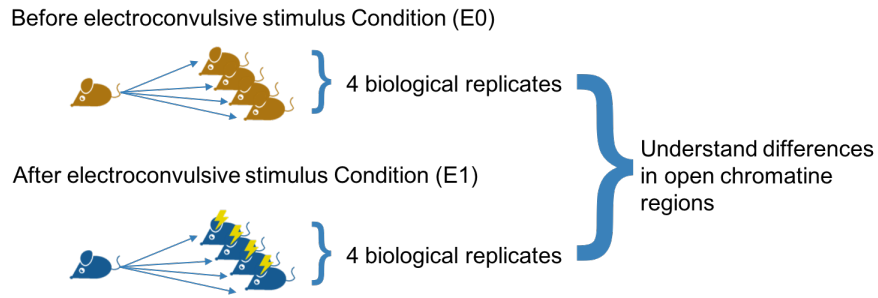 Before electroconvulsive stimulus Condition (E0)
4 biological replicates
After electroconvulsive stimulus Condition (E1)
4 biological replicates
Understand differences
in open chromatine
regions